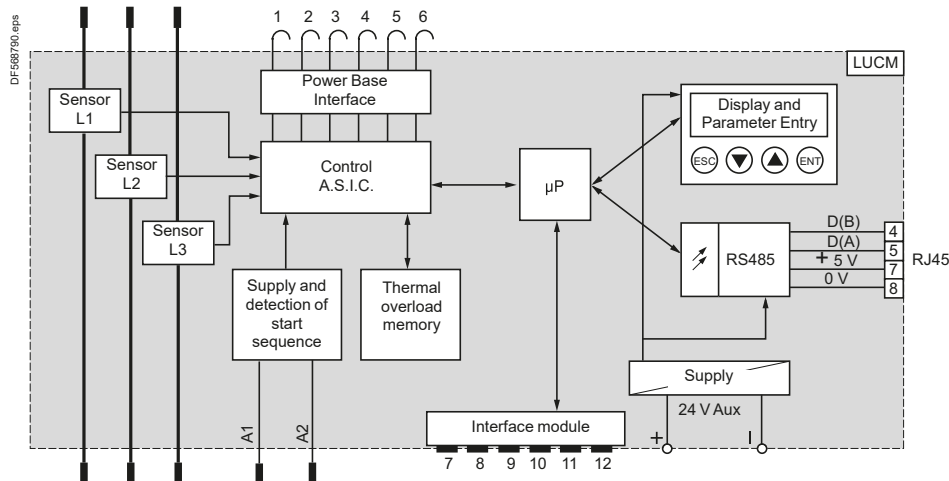 DF568790.eps
1 2 3 4 5 6
LUCM
Power Base
Interface
Sensor
L1
Sensor
L2
Sensor
L3
Control
A.S.I.C.
µP
Display and
Parameter Entry
ESC
ENT
RS485
D(B)
D(A)
+ 5 V
0 V
4
5
7
8
RJ45
Supply and
detection of
start
sequence
Thermal
overload
memory
A1
A2
Supply
24 V Aux
+ –
Interface module
7 8 9 10 11 12